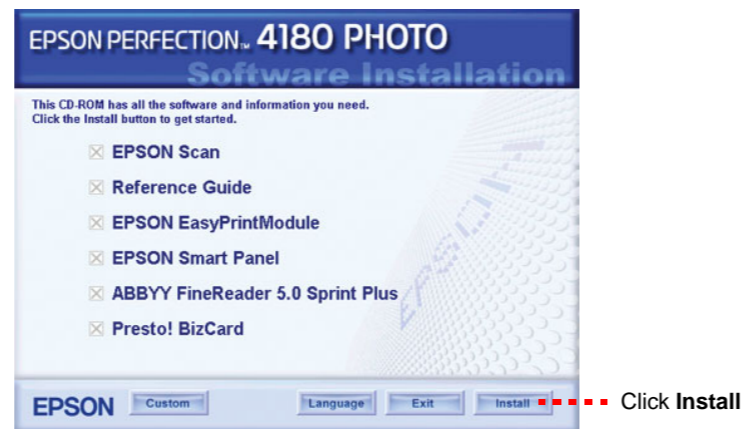 EPSON PERFECTION™ 4180 PHOTO
Software Installation
This CD-ROM has all the software and information you need.
Click the Install button to get started.
EPSON Scan
Reference Guide
EPSON EasyPrintModule
EPSON Smart Panel
ABBYY FineReader 5.0 Sprint Plus
Presto! BizCard
EPSON
EPSON Custom Language Exit Install Click Install